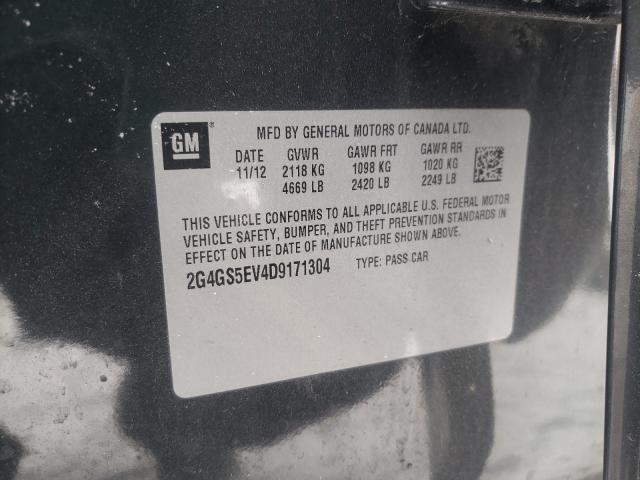 GM ®
MFD BY GENERAL MOTORS OF CANADA LTD.
DATE GVWR GAWR FRT GAWR RR
11/12 2118 KG 1098 KG 1020 KG
4669 LB 2420 LB 2249 LB
THIS VEHICLE CONFORMS TO ALL APPLICABLE U.S. FEDERAL MOTOR
VEHICLE SAFETY, BUMPER, AND THEFT PREVENTION STANDARDS IN
EFFECT ON THE DATE OF MANUFACTURE SHOWN ABOVE.
2G4GS5EV4D9171304 TYPE: PASS CAR